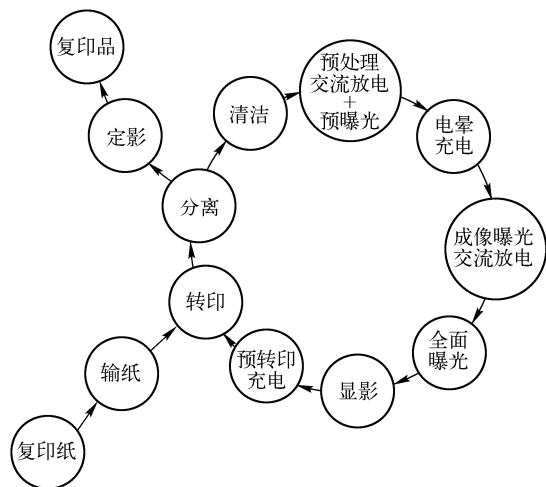 复印品
定影
清洁
预处理
交流放电
+
预曝光
电晕
充电
分离
成像曝光
交流放电
转印
全面
曝光
预转印
充电
显影
输纸
复印纸